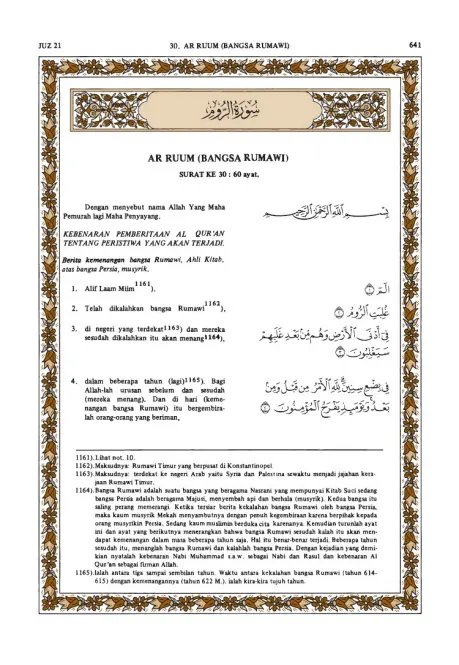 JUZ 21 30. AR RUUM (BANGSA RUMAWI) 641
سُورَةُ الرُّومِ
AR RUUM (BANGSA RUMAWI)
SURAT KE 30 : 60 ayat.
Dengan menyebut nama Allah Yang Maha
Pemurah lagi Maha Penyayang.
بِسْمِ اللَّهِ الرَّحْمَٰنِ الرَّحِيمِ
KEBENARAN PEMBERITAAN AL QUR'AN
TENTANG PERISTIWA YANG AKAN TERJADI.
Berita kemenangan bangsa Rumawi, Ahli Kitab,
atas bangsa Persia, musyrik.
1. Alif Laam Miim1161).
الٓمٓ ۝١
2. Telah dikalahkan bangsa Rumawi1162),
غُلِبَتِ الرُّومُ ۝٢
3. di negeri yang terdekat1163) dan mereka
sesudah dikalahkan itu akan menang1164),
فِي أَدْنَى الْأَرْضِ وَهُم مِّن بَعْدِ غَلَبِهِمْ
سَيَغْلِبُونَ ۝٣
4. dalam beberapa tahun (lagi)1165). Bagi
Allah-lah urusan sebelum dan sesudah
(mereka menang). Dan di hari (keme-
nangan bangsa Rumawi) itu bergembira-
lah orang-orang yang beriman,
فِي بِضْعِ سِنِينَ ۗ لِلَّهِ الْأَمْرُ مِن قَبْلُ وَمِن
بَعْدُ ۚ وَيَوْمَئِذٍ يَفْرَحُ الْمُؤْمِنُونَ ۝٤
1161). Lihat not. 10.
1162). Maksudnya: Rumawi Timur yang berpusat di Konstantinopel
1163). Maksudnya: terdekat ke negeri Arab yaitu Syria dan Palestina sewaktu menjadi jajahan kera-
jaan Rumawi Timur.
1164). Bangsa Rumawi adalah suatu bangsa yang beragama Nasrani yang mempunyai Kitab Suci sedang
bangsa Persia adalah beragama Majusi, menyembah api dan berhala (musyrik). Kedua bangsa itu
saling perang memerangi. Ketika tersiar berita kekalahan bangsa Rumawi oleh bangsa Persia,
maka kaum musyrik Mekah menyambutnya dengan penuh kegembiraan karena berpihak kepada
orang musyrikin Persia. Sedang kaum muslimin berduka cita karenanya. Kemudian turunlah ayat
ini dan ayat yang berikutnya menerangkan bahwa bangsa Rumawi sesudah kalah itu akan men-
dapat kemenangan dalam masa beberapa tahun saja. Hal itu benar-benar terjadi. Beberapa tahun
sesudah itu, menanglah bangsa Rumawi dan kalahlah bangsa Persia. Dengan kejadian yang demi-
kian nyatalah kebenaran Nabi Muhammad s.a.w. sebagai Nabi dan Rasul dan kebenaran Al
Qur'an sebagai firman Allah.
1165). Ialah antara tiga sampai sembilan tahun. Waktu antara kekalahan bangsa Rumawi (tahun 614-
615) dengan kemenangannya (tahun 622 M.). ialah kira-kira tujuh tahun.